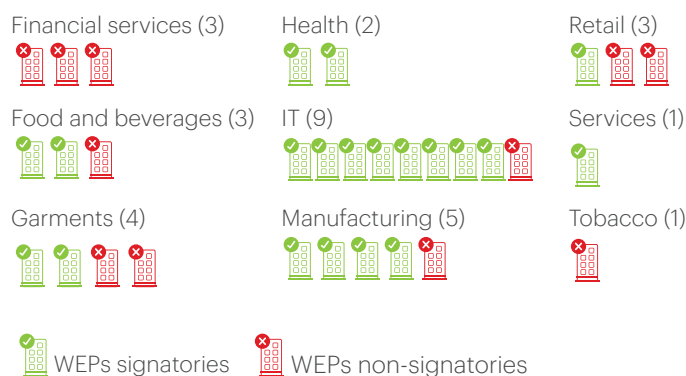 Financial services (3)
Health (2)
Retail (3)
Food and beverages (3)
IT (9)
Services (1)
Garments (4)
Manufacturing (5)
Tobacco (1)
WEPs signatories
WEPs non-signatories